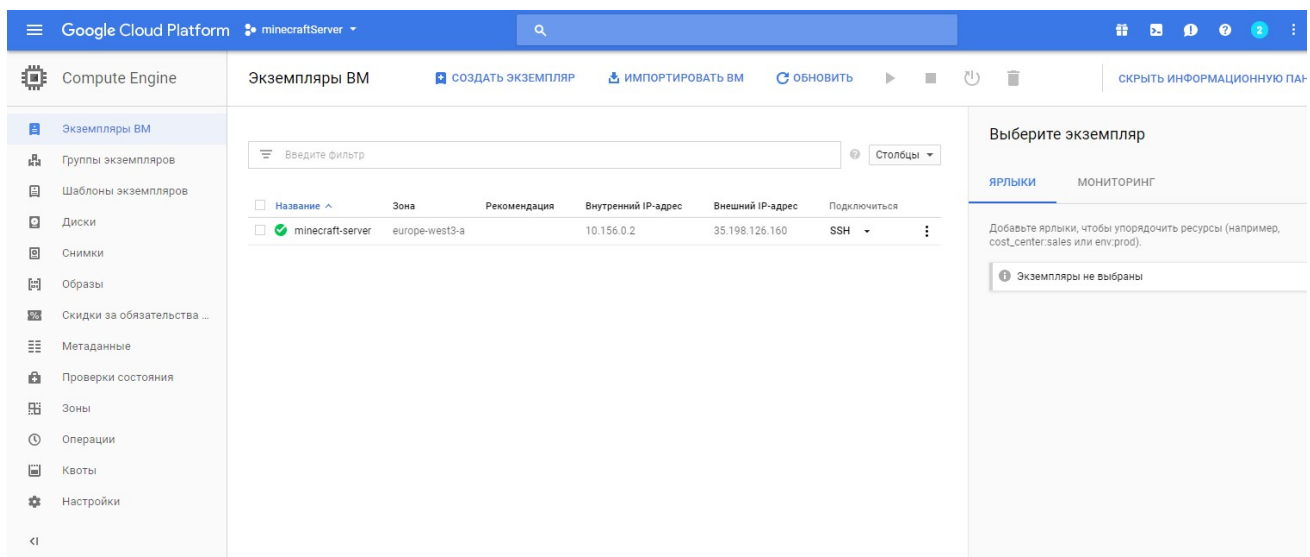 Google Cloud Platform minecraftServer 2
Compute Engine
Экземпляры ВМ СОЗДАТЬ ЭКЗЕМПЛЯР ИМПОРТИРОВАТЬ ВМ ОБНОВИТЬ СКРЫТЬ ИНФОРМАЦИОННУЮ ПАН
Экземпляры ВМ
Группы экземпляров
Шаблоны экземпляров
Диски
Снимки
Образы
Скидки за обязательства ...
Метаданные
Проверки состояния
Зоны
Операции
Квоты
Настройки
Введите фильтр Столбцы
Название Зона Рекомендация Внутренний IP-адрес Внешний IP-адрес Подключиться
minecraft-server europe-west3-a 10.156.0.2 35.198.126.160 SSH
Выберите экземпляр
ЯРЛЫКИ МОНИТОРИНГ
Добавьте ярлыки, чтобы упорядочить ресурсы (например,
cost_center:sales или env:prod).
Экземпляры не выбраны